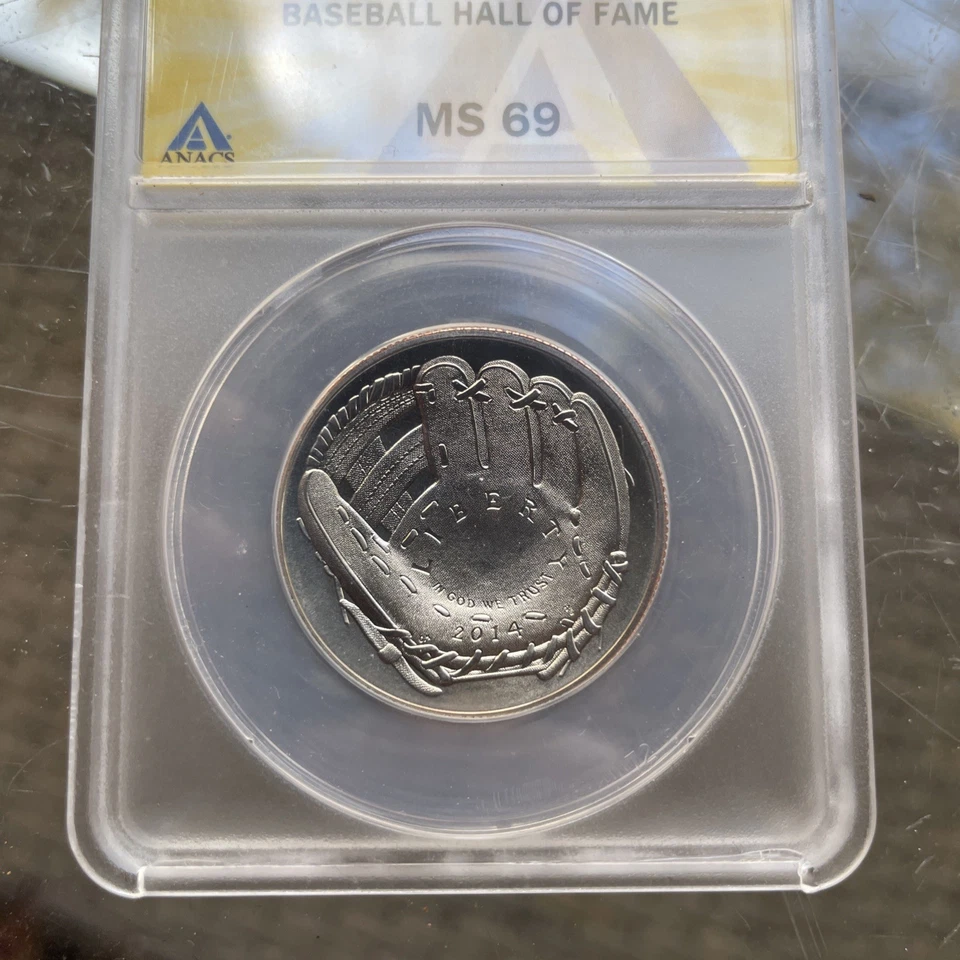 BASEBALL HALL OF FAME
MS 69
ANACS
LIBERTY
IN GOD WE TRUST
2014